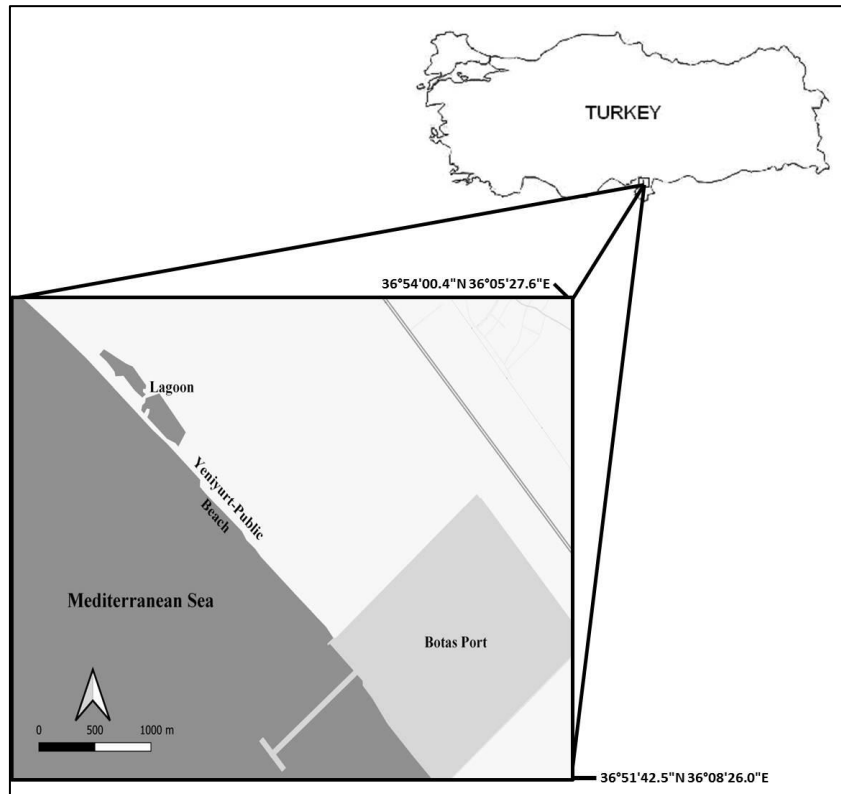 TURKEY
36°54'00.4"N 36°05'27.6"E
Lagoon
Yeniyurt-Public
Beach
Mediterranean Sea
Botas Port
0 500 1000 m
36°51'42.5"N 36°08'26.0"E